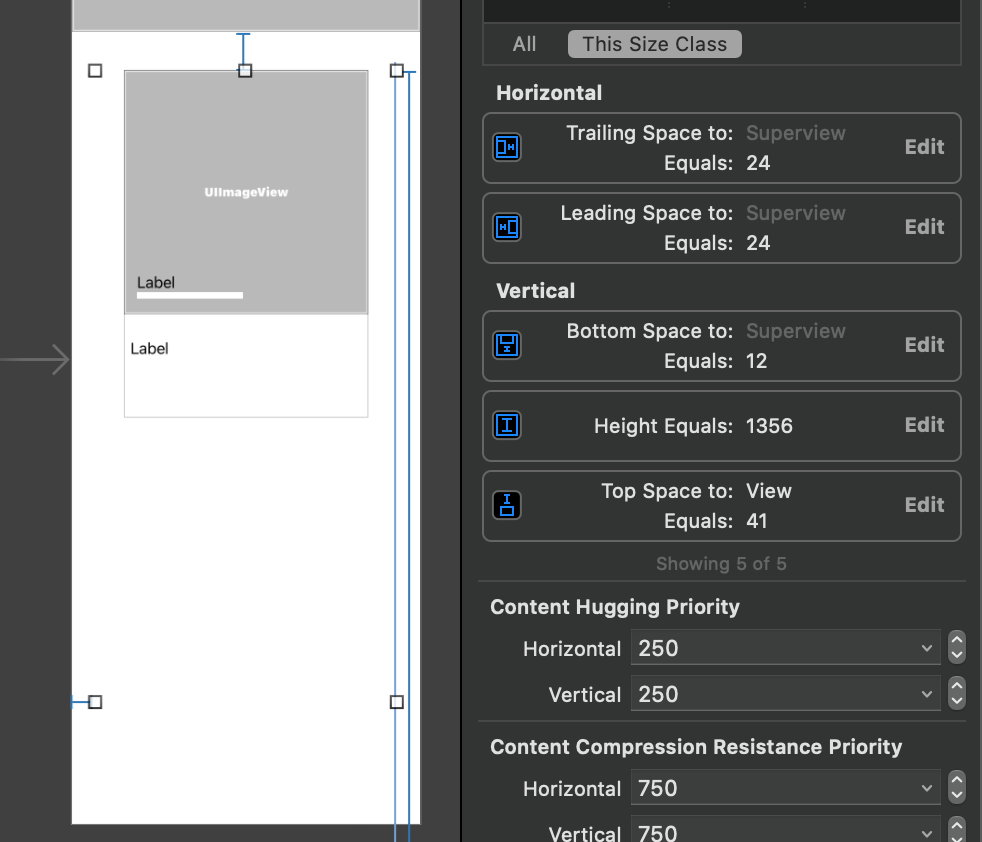 All
This Size Class
Horizontal
Trailing Space to: Superview
Equals: 24
Edit
Leading Space to: Superview
Equals: 24
Edit
Vertical
Bottom Space to: Superview
Equals: 12
Edit
Height Equals: 1356
Edit
Top Space to: View
Equals: 41
Edit
Showing 5 of 5
Content Hugging Priority
Horizontal 250
Vertical 250
Content Compression Resistance Priority
Horizontal 750
Vertical 750
UIImageView
Label
Label